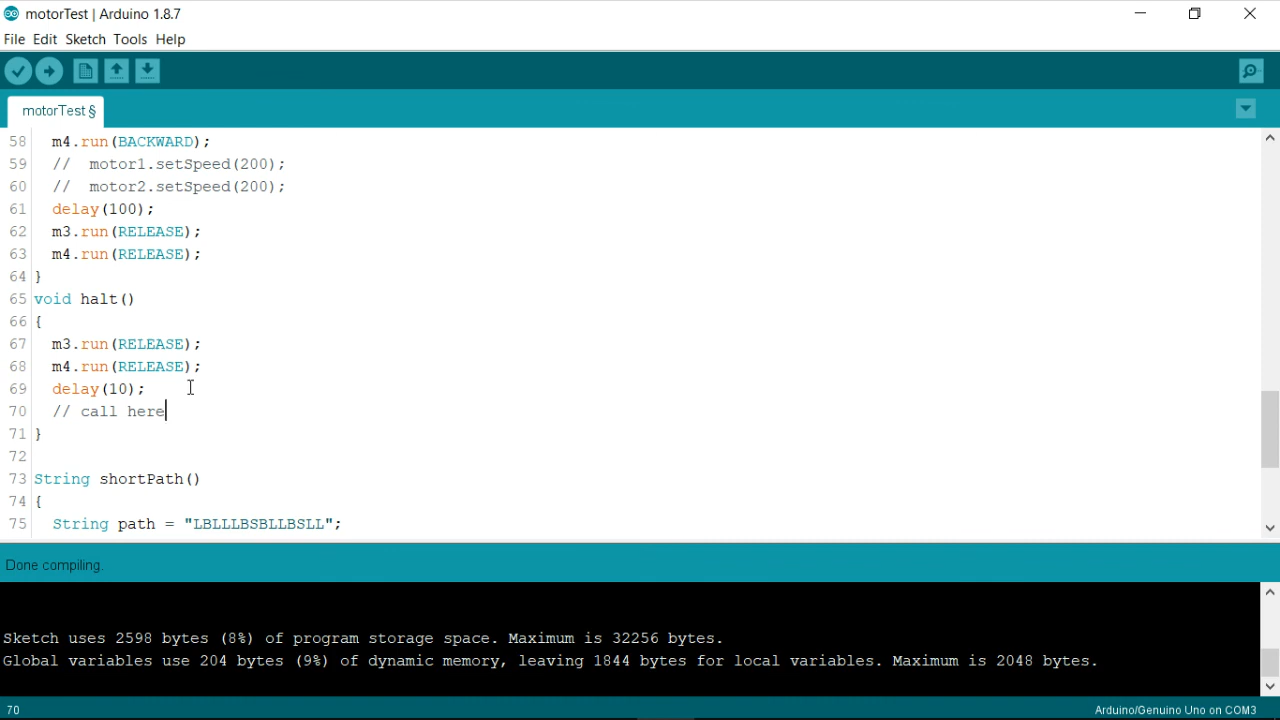 motorTest | Arduino 1.8.7
File Edit Sketch Tools Help
motorTest §
58 m4.run(BACKWARD);
59 // motor1.setSpeed(200);
60 // motor2.setSpeed(200);
61 delay(100);
62 m3.run(RELEASE);
63 m4.run(RELEASE);
64 }
65 void halt()
66 {
67 m3.run(RELEASE);
68 m4.run(RELEASE);
69 delay(10);
70 // call here
71 }
72
73 String shortPath()
74 {
75 String path = "LBLLLBSBLLBSLL";
Done compiling.
Sketch uses 2598 bytes (8%) of program storage space. Maximum is 32256 bytes.
Global variables use 204 bytes (9%) of dynamic memory, leaving 1844 bytes for local variables. Maximum is 2048 bytes.
70 Arduino/Genuino Uno on COM3